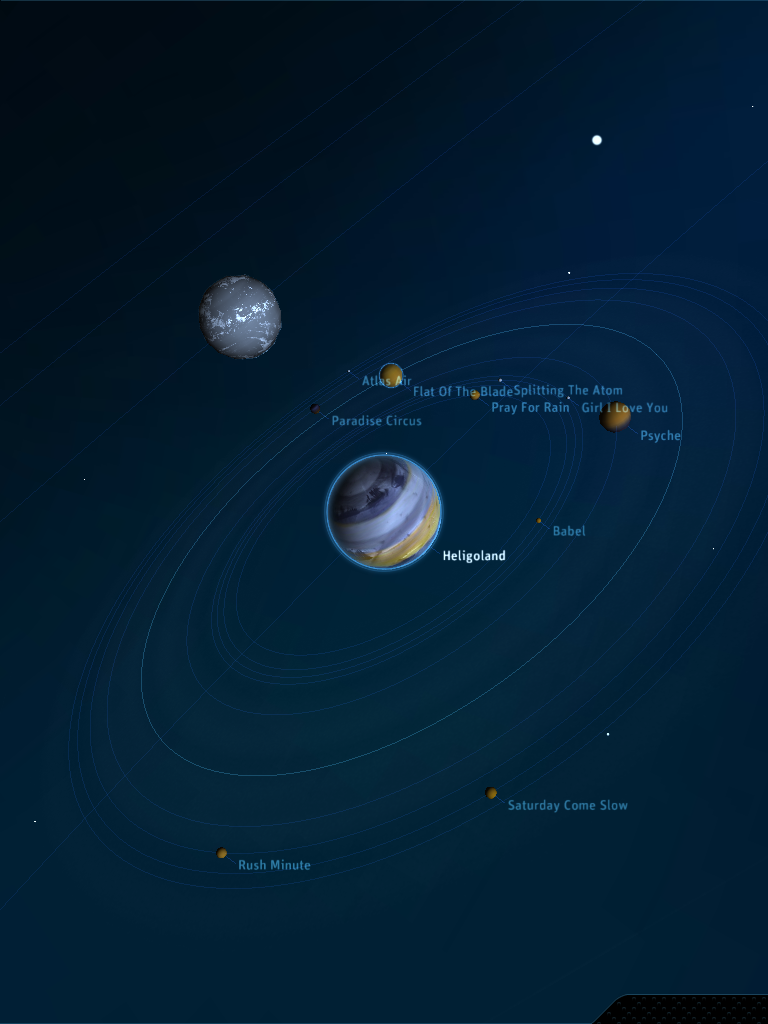 Atlas Air
Flat Of The Blade
Splitting The Atom
Pray For Rain
Girl I Love You
Paradise Circus
Psyche
Babel
Heligoland
Saturday Come Slow
Rush Minute